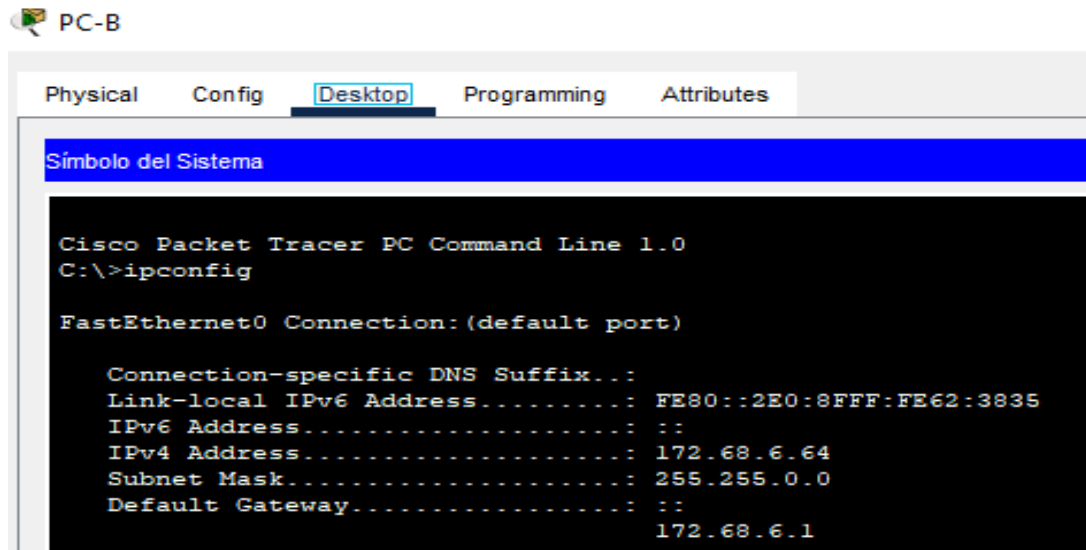 PC-B
Physical Config Desktop Programming Attributes
Símbolo del Sistema
Cisco Packet Tracer PC Command Line 1.0
C:\>ipconfig
FastEthernet0 Connection:(default port)
Connection-specific DNS Suffix..:
Link-local IPv6 Address.........: FE80::2E0:8FFF:FE62:3835
IPv6 Address....................: ::
IPv4 Address....................: 172.68.6.64
Subnet Mask.....................: 255.255.0.0
Default Gateway.................: ::
172.68.6.1